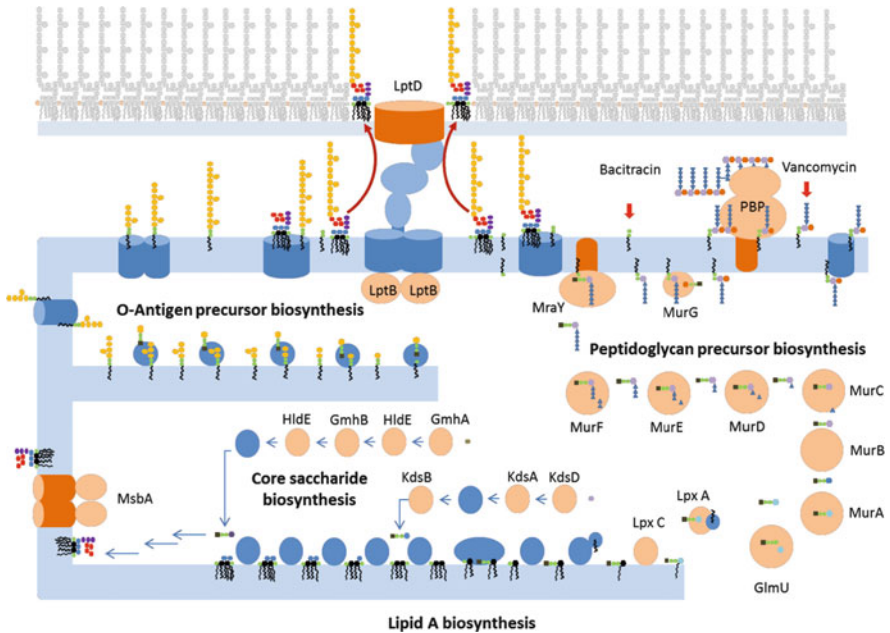 LptD
Bacitracin
Vancomycin
PBP
LptB
LptB
MraY
MurG
O-Antigen precursor biosynthesis
Peptidoglycan precursor biosynthesis
MurC
MurF
MurE
MurD
HldE
GmhB
HldE
GmhA
MurB
Core saccharide
biosynthesis
KdsB
KdsA
KdsD
MsbA
Lpx C
Lpx A
MurA
GlmU
Lipid A biosynthesis